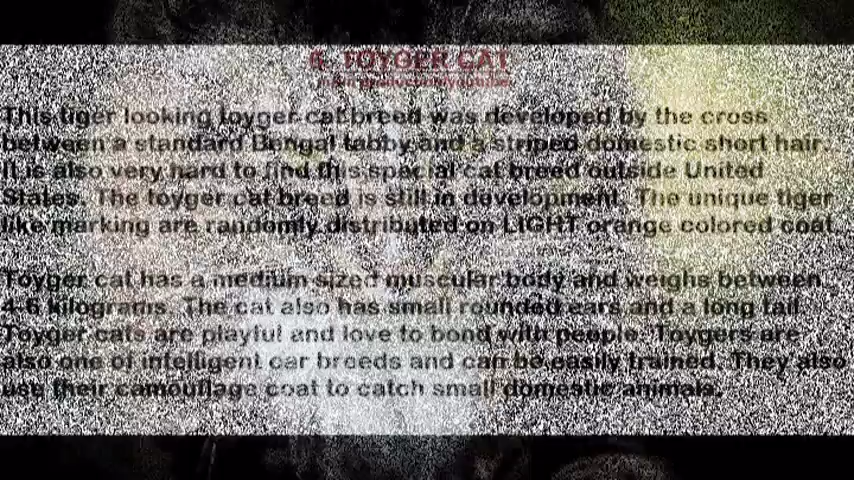 6. TOYGER CAT
This tiger looking toyger cat breed was developed by the cross
between a standard Bengal tabby and a striped domestic short hair.
It is also very hard to find this special cat breed outside United
States. The toyger cat breed is still in development. The unique tiger
like marking are randomly distributed on LIGHT orange colored coat.
Toyger cat has a medium-sized muscular body and weighs between
4-6 kilograms. The cat also has small rounded ears and a long tail.
Toyger cats are playful and love to bond with people. Toygers are
also one of intelligent car breeds and can be easily trained. They also
use their camouflage coat to catch small domestic animals.